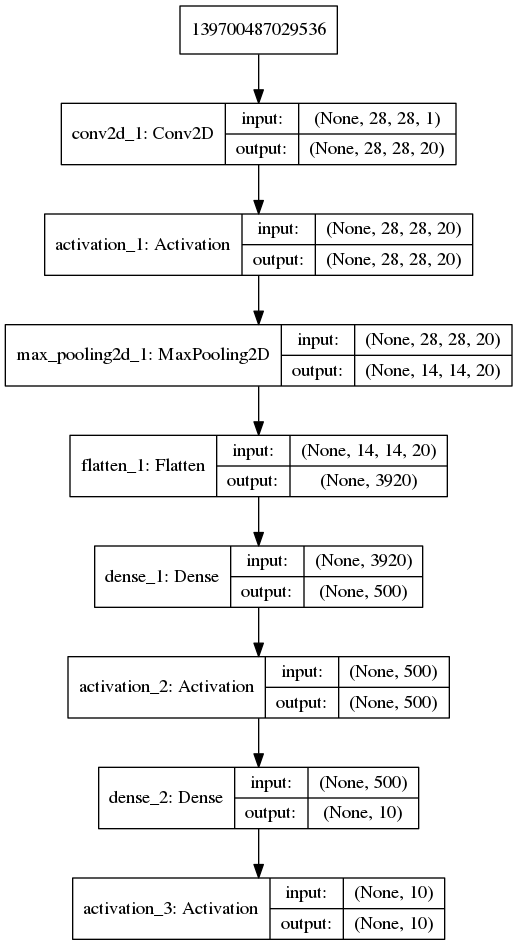 139700487029536
conv2d_1: Conv2D
input:
(None, 28, 28, 1)
output:
(None, 28, 28, 20)
activation_1: Activation
input:
(None, 28, 28, 20)
output:
(None, 28, 28, 20)
max_pooling2d_1: MaxPooling2D
input:
(None, 28, 28, 20)
output:
(None, 14, 14, 20)
flatten_1: Flatten
input:
(None, 14, 14, 20)
output:
(None, 3920)
dense_1: Dense
input:
(None, 3920)
output:
(None, 500)
activation_2: Activation
input:
(None, 500)
output:
(None, 500)
dense_2: Dense
input:
(None, 500)
output:
(None, 10)
activation_3: Activation
input:
(None, 10)
output:
(None, 10)